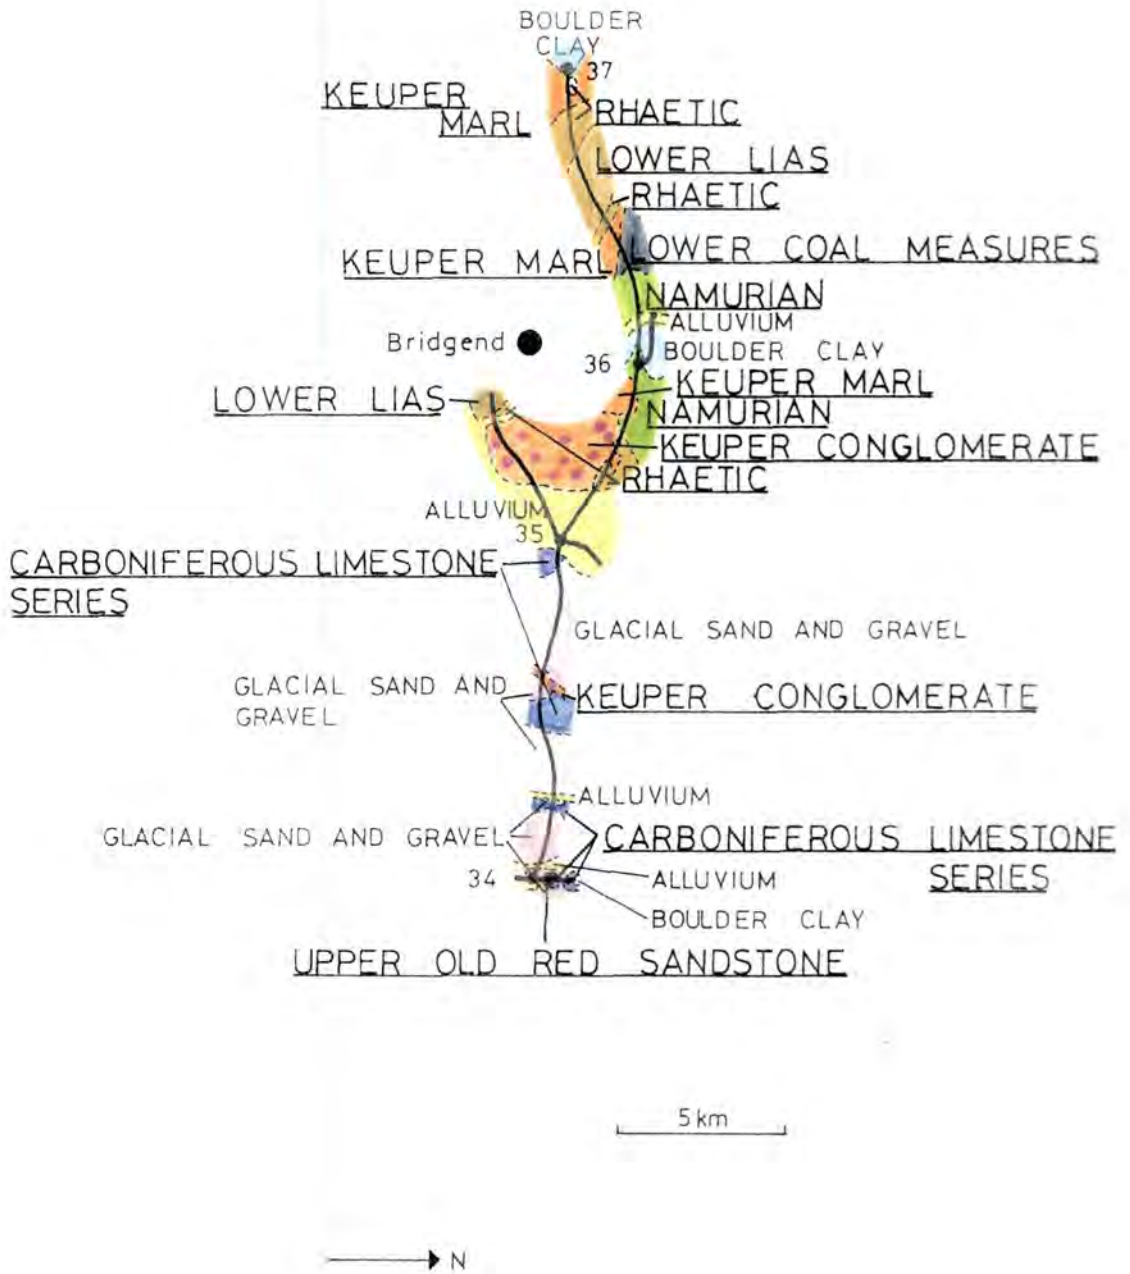 BOULDER
CLAY
37
KEUPER
MARL
RHAETIC
LOWER LIAS
RHAETIC
LOWER COAL MEASURES
KEUPER MARL
NAMURIAN
ALLUVIUM
Bridgend
BOULDER CLAY
36
KEUPER MARL
LOWER LIAS
NAMURIAN
KEUPER CONGLOMERATE
RHAETIC
ALLUVIUM
35
CARBONIFEROUS LIMESTONE
SERIES
GLACIAL SAND AND GRAVEL
GLACIAL SAND AND
GRAVEL
KEUPER CONGLOMERATE
ALLUVIUM
GLACIAL SAND AND GRAVEL
CARBONIFEROUS LIMESTONE
SERIES
34
ALLUVIUM
BOULDER CLAY
UPPER OLD RED SANDSTONE
5 km
N